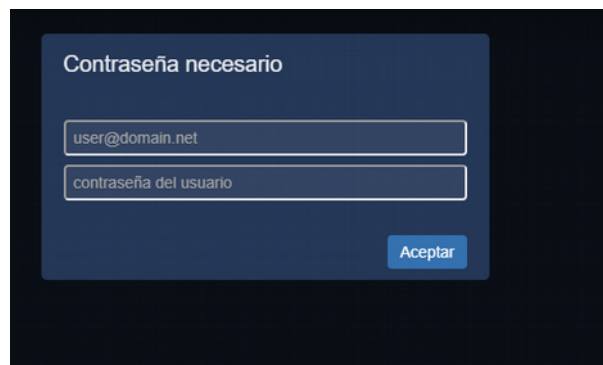 Contraseña necesario
user@domain.net
contraseña del usuario
Aceptar